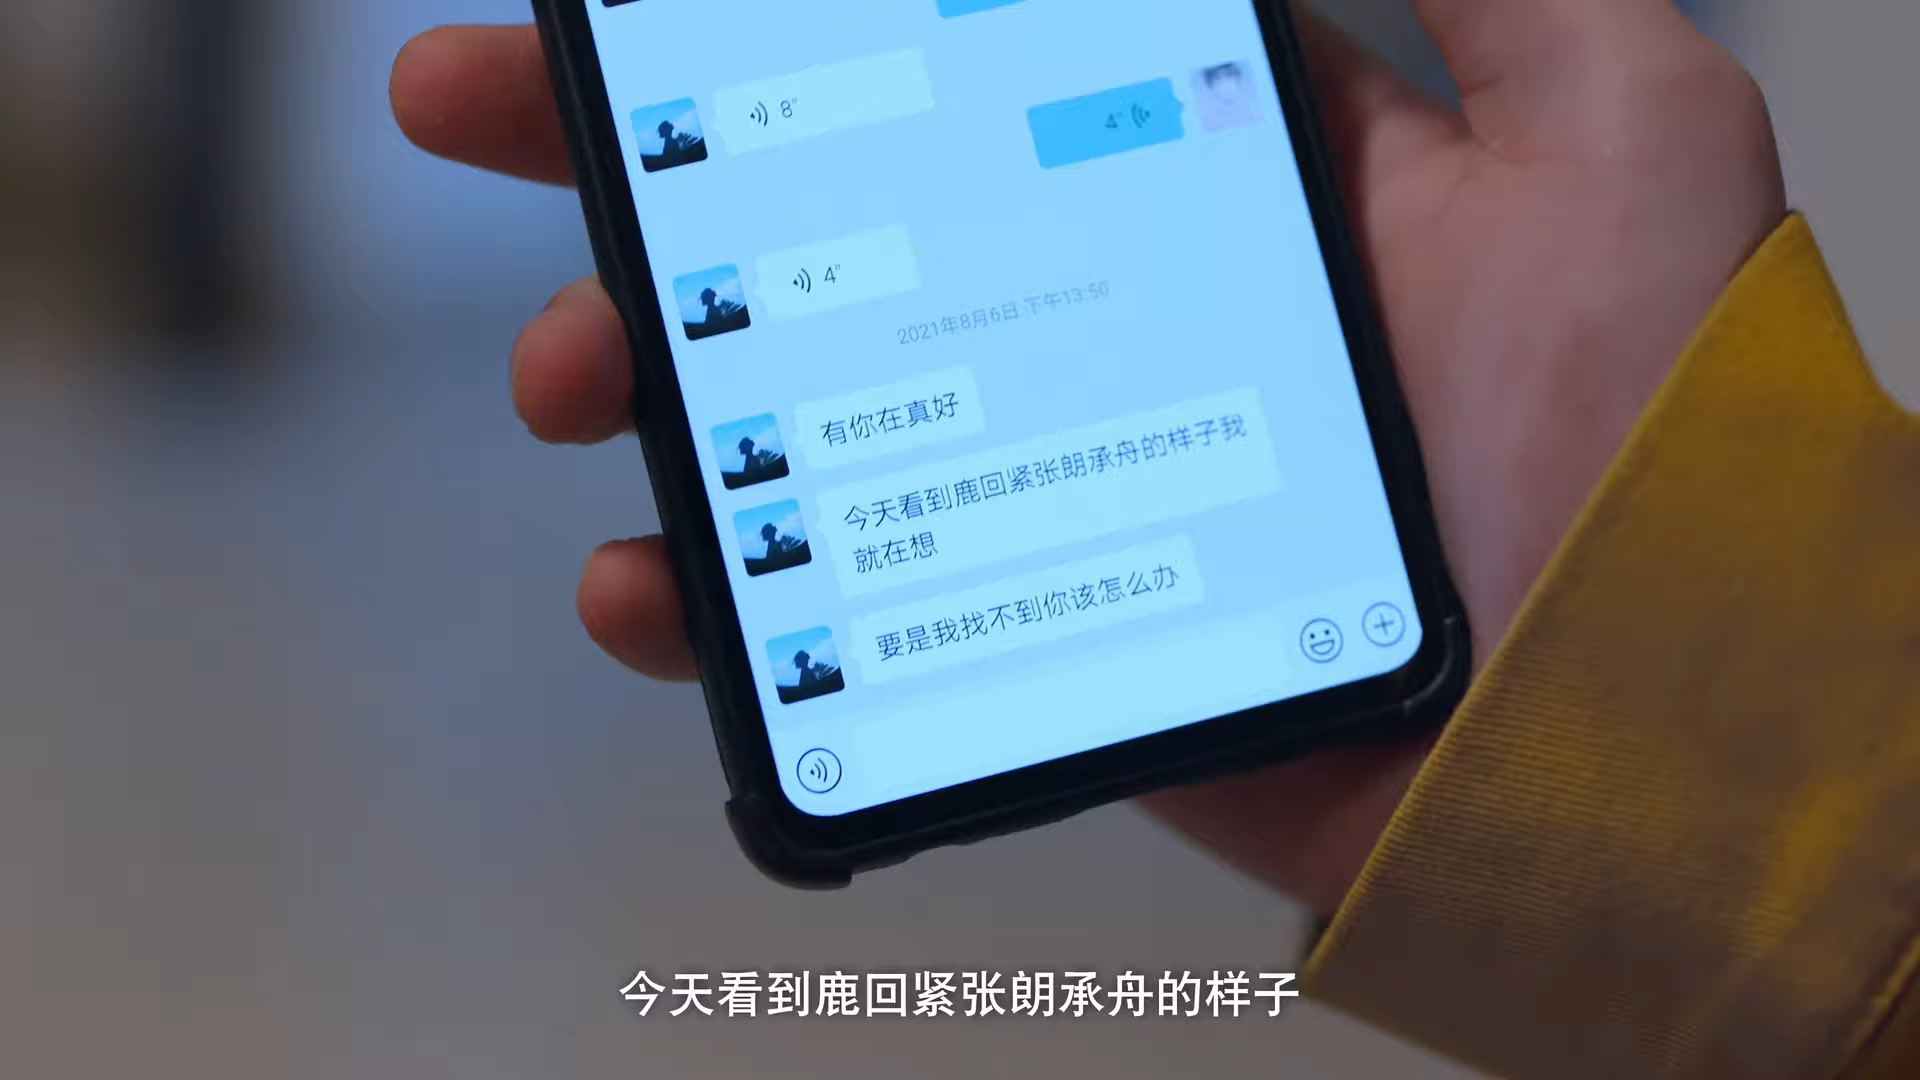 8"
4"
4"
2021年8月6日 下午13:50
有你在真好
今天看到鹿回紧张朗承舟的样子我
就在想
要是我找不到你该怎么办
今天看到鹿回紧张朗承舟的样子